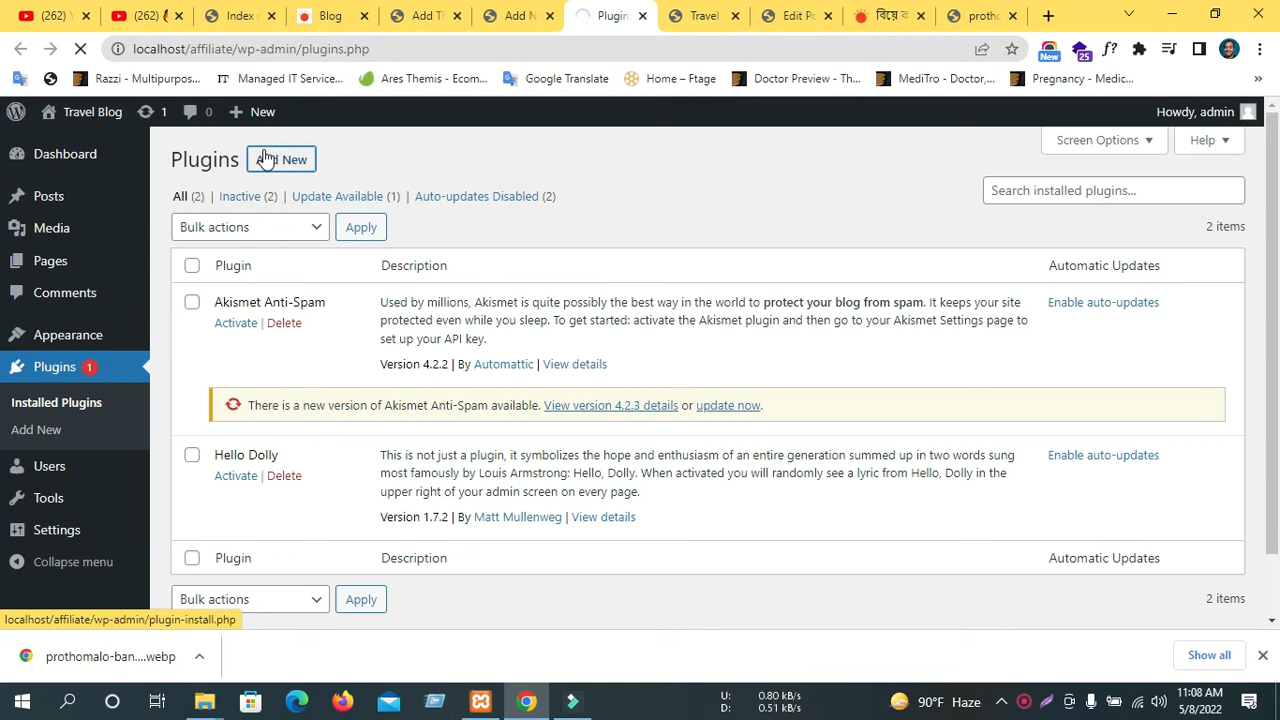 (262) Y
(262) ( 
Index
Blog
Add T
Add N
Plugin
Travel
Edit Po
বিয়ে ক
proth
localhost/affiliate/wp-admin/plugins.php
New
25
f?
Razzi - Multipurpos...
IT Managed IT Service...
Ares Themis - Ecom...
Google Translate
Home – Ftage
Doctor Preview - Th...
MediTro - Doctor,...
Pregnancy - Medic...
»
Travel Blog
1
0
New
Howdy, admin
Dashboard
Posts
Media
Pages
Comments
Appearance
Plugins 1
Installed Plugins
Add New
Users
Tools
Settings
Collapse menu
Plugins
Add New
Screen Options
Help
All (2) | Inactive (2) | Update Available (1) | Auto-updates Disabled (2)
Search installed plugins...
Bulk actions
Apply
2 items
Plugin
Description
Automatic Updates
Akismet Anti-Spam
Activate | Delete
Used by millions, Akismet is quite possibly the best way in the world to protect your blog from spam. It keeps your site
protected even while you sleep. To get started: activate the Akismet plugin and then go to your Akismet Settings page to
set up your API key.
Version 4.2.2 | By Automattic | View details
Enable auto-updates
There is a new version of Akismet Anti-Spam available. View version 4.2.3 details or update now.
Hello Dolly
Activate | Delete
This is not just a plugin, it symbolizes the hope and enthusiasm of an entire generation summed up in two words sung
most famously by Louis Armstrong: Hello, Dolly. When activated you will randomly see a lyric from Hello, Dolly in the
upper right of your admin screen on every page.
Version 1.7.2 | By Matt Mullenweg | View details
Enable auto-updates
Plugin
Description
Automatic Updates
Bulk actions
Apply
2 items
localhost/affiliate/wp-admin/plugin-install.php
prothomalo-ban....webp
Show all
U: 0.80 kB/s
D: 0.51 kB/s
90°F Haze
11:08 AM
5/8/2022